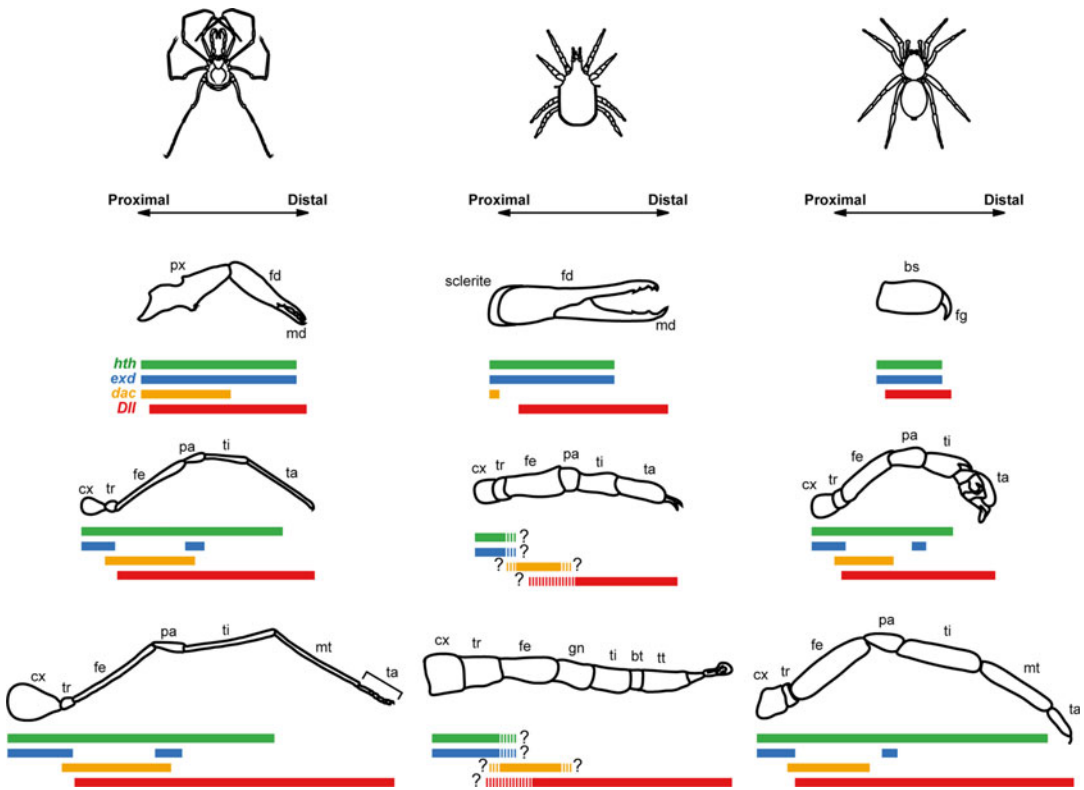 Proximal Distal Proximal Distal Proximal Distal
px fd md
sclerite fd md
bs fg
hth
exd
dac
Dll
cx tr fe pa ti ta
cx tr fe pa ti ta
cx tr fe pa ti ta
?
?
? ?
?
cx tr fe pa ti mt ta
cx tr fe gn ti bt tt
cx tr fe pa ti mt ta
?
?
? ?
?